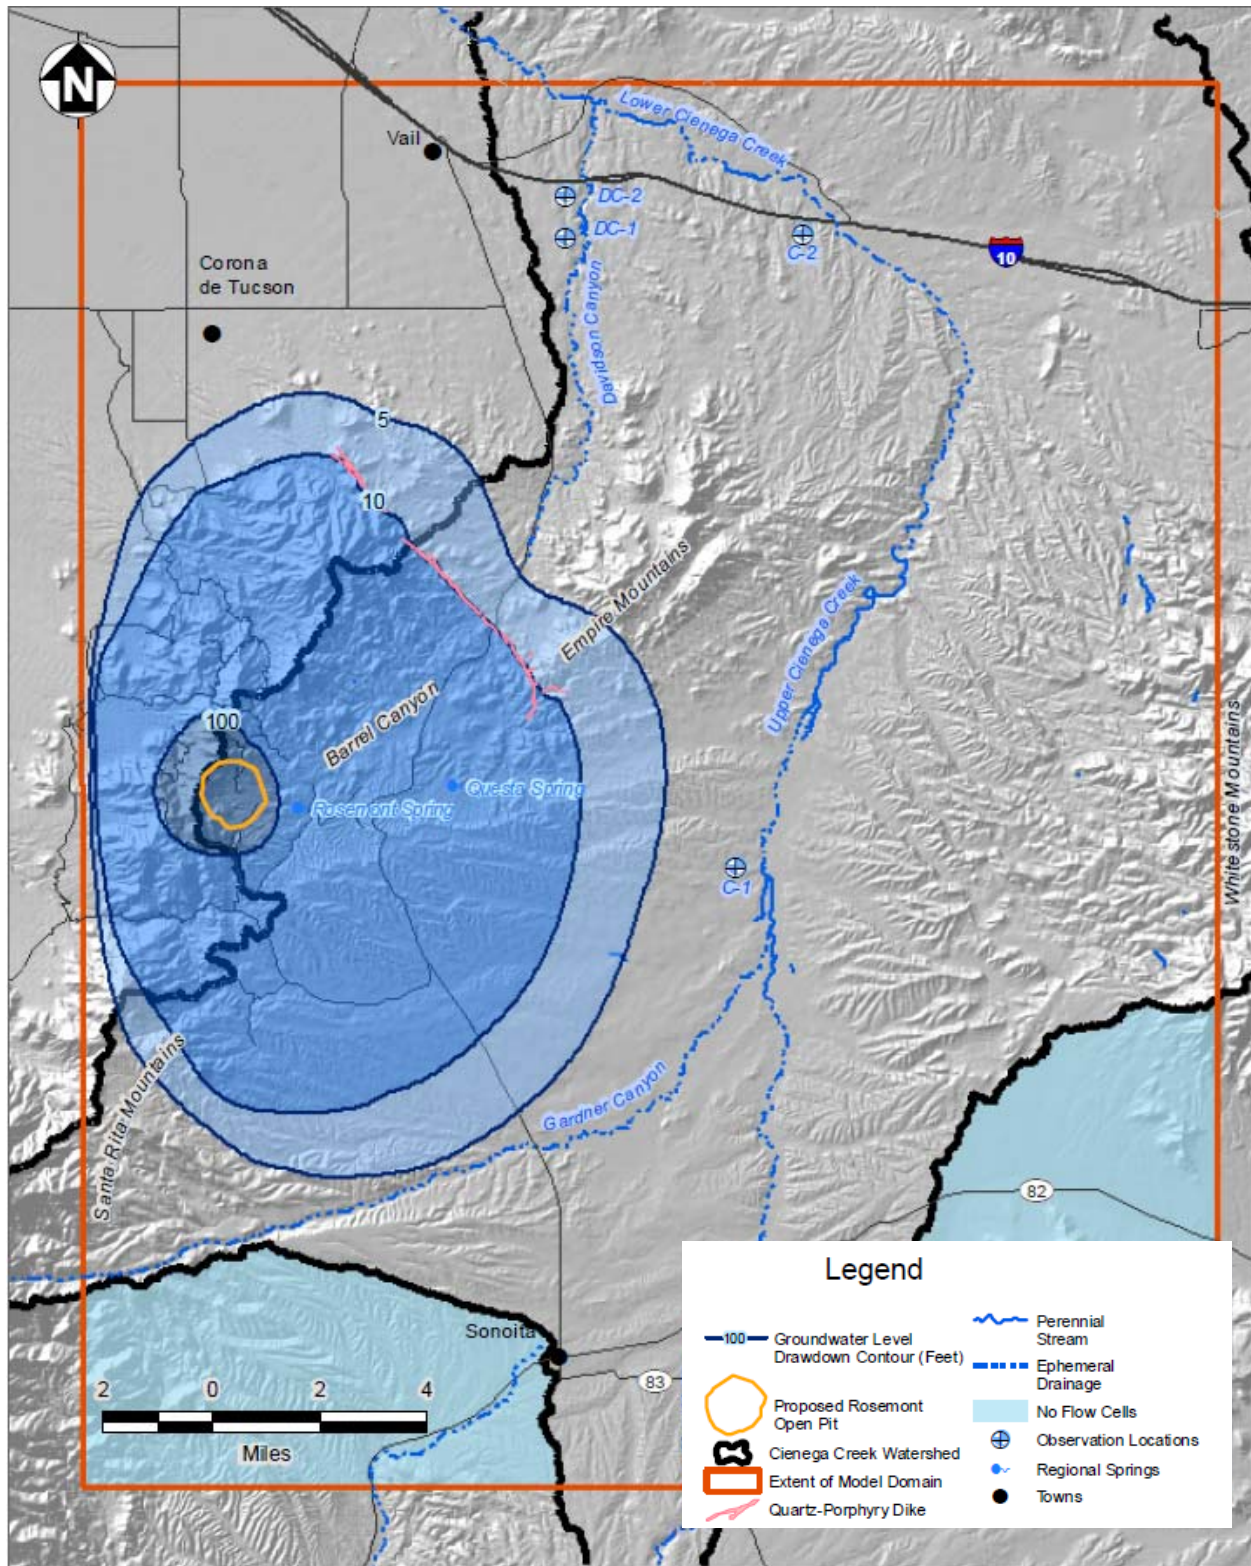 N
Lower Cienega Creek
Vail
DC-2
DC-1
C-2
10
Corona
de Tucson
Davidson Canyon
5
10
Empire Mountains
Upper Cienega Creek
100
Barrel Canyon
Questa Spring
Rosemont Spring
Whitestone Mountains
C-1
Santa Rita Mountains
Gardner Canyon
82
Sonoita
83
2 0 2 4
Miles
Legend
100 Groundwater Level
Drawdown Contour (Feet)
Proposed Rosemont
Open Pit
Cienega Creek Watershed
Extent of Model Domain
Quartz-Porphyry Dike
Perennial
Stream
Ephemeral
Drainage
No Flow Cells
Observation Locations
Regional Springs
Towns